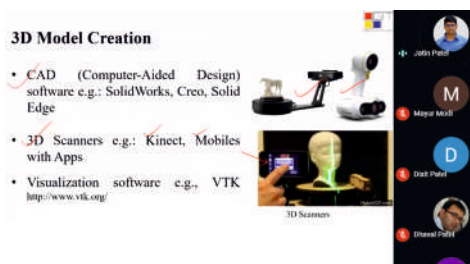 3D Model Creation
• CAD (Computer-Aided Design)
software e.g.: SolidWorks, Creo, Solid
Edge
• 3D Scanners e.g.: Kinect, Mobiles
with Apps
• Visualization software e.g., VTK
http://www.vtk.org/
3D Scanners
Jatin Patel
M
Mayur Modi
D
Dixit Patel
Dhaval Patel